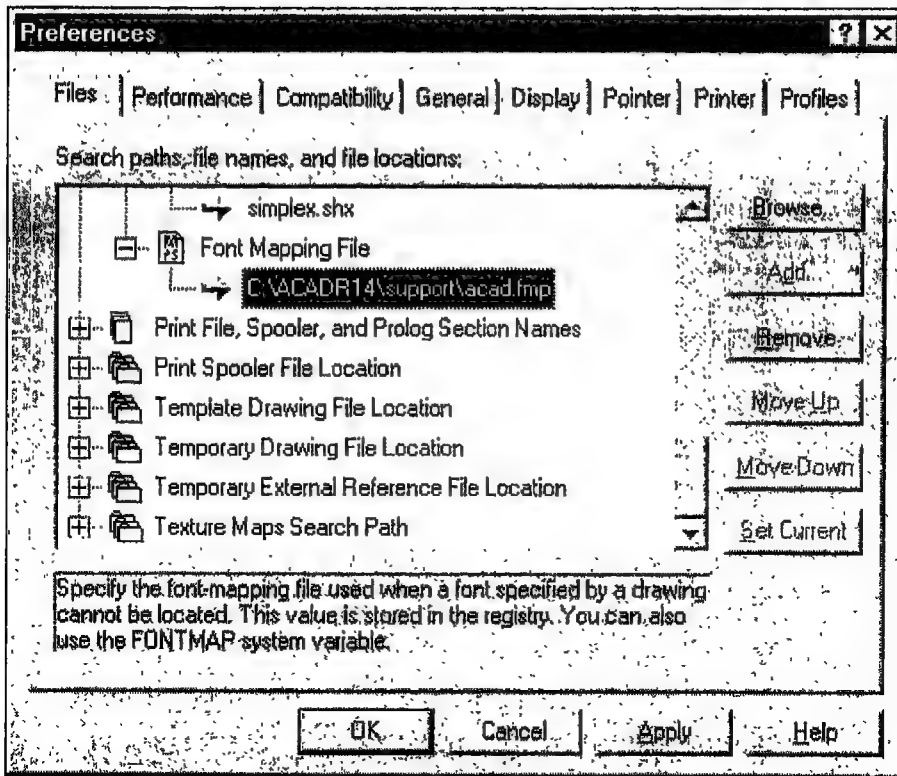 Preferences ? ×
Files Performance Compatibility General Display Pointer Printer Profiles
Search paths, file names, and file locations:
simplex.shx
Font Mapping File
C:\ACADR14\support\acad.fmp
Print File, Spooler, and Prolog Section Names
Print Spooler File Location
Template Drawing File Location
Temporary Drawing File Location
Temporary External Reference File Location
Texture Maps Search Path
Browse...
Add...
Remove
Move Up
Move Down
Set Current
Specify the font-mapping file used when a font specified by a drawing
cannot be located. This value is stored in the registry. You can also
use the FONTMAP system variable.
OK Cancel Apply Help